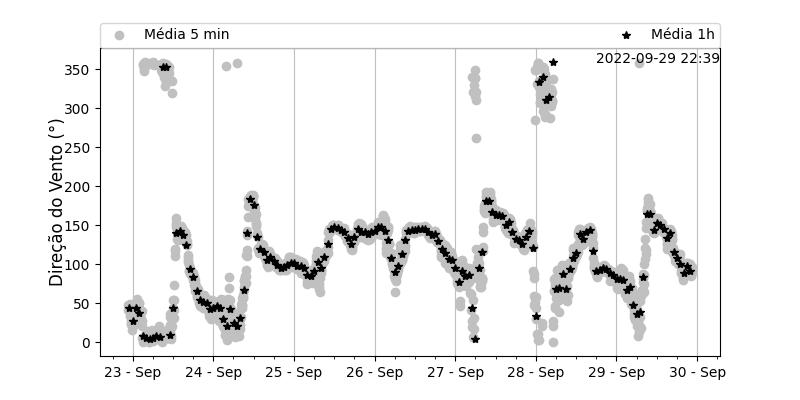 Média 5 min
Média 1h
2022-09-29 22:39
Direção do Vento (°)
350
300
250
200
150
100
50
0
23 - Sep
24 - Sep
25 - Sep
26 - Sep
27 - Sep
28 - Sep
29 - Sep
30 - Sep